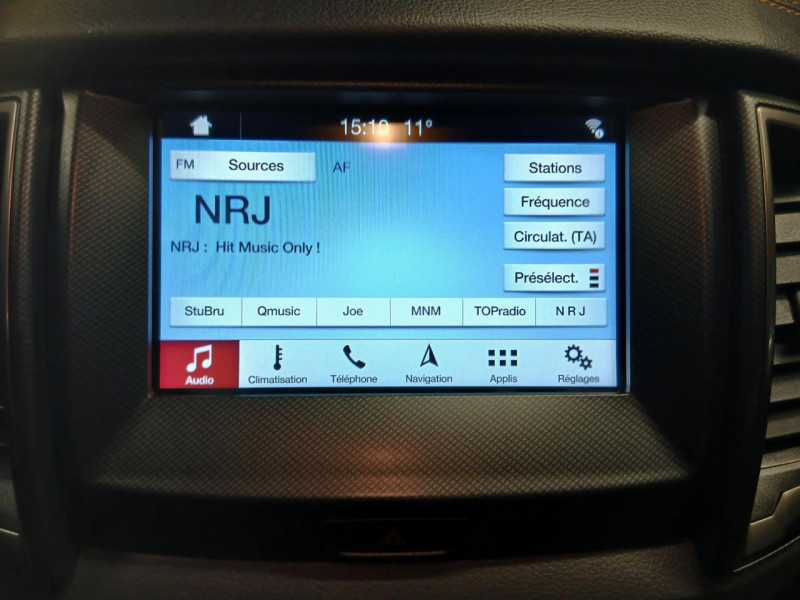 15:10 11°
FM Sources AF Stations
NRJ
Fréquence
NRJ : Hit Music Only !
Circulat. (TA)
Présélect.
StuBru Qmusic Joe MNM TOPradio N R J
Audio Climatisation Téléphone Navigation Applis Réglages